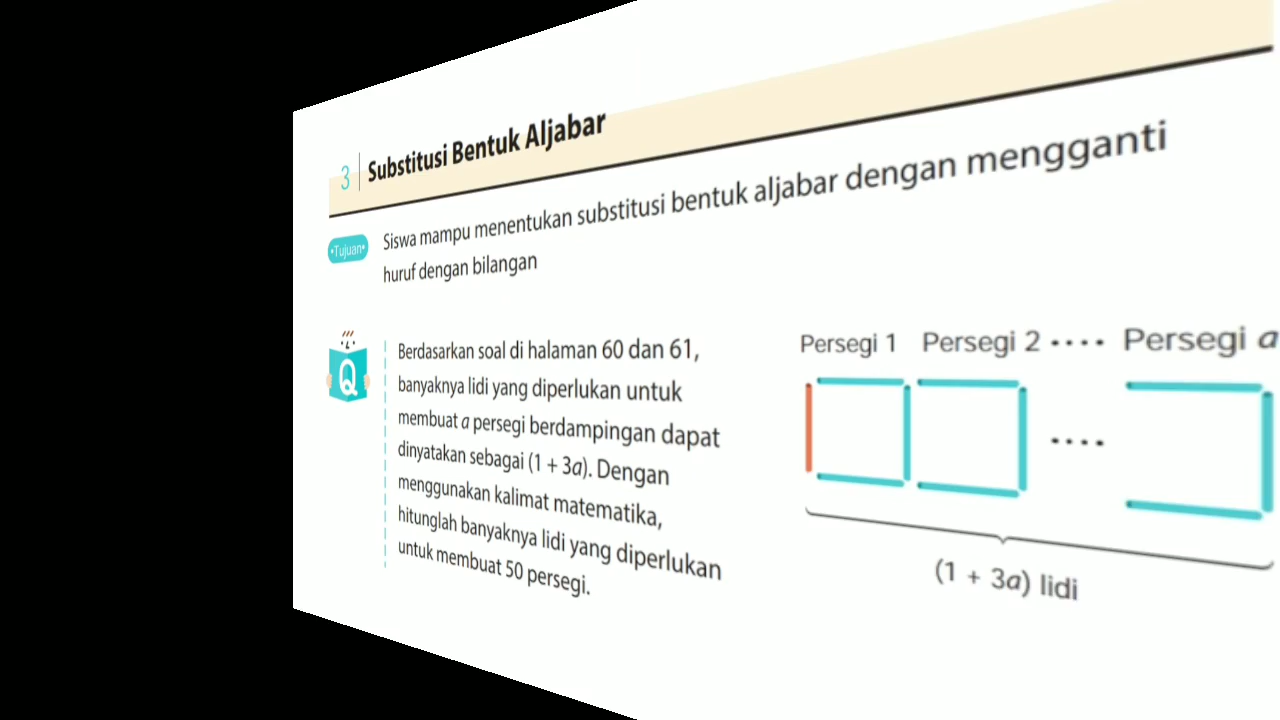 3 Substitusi Bentuk Aljabar
•Tujuan•
Siswa mampu menentukan substitusi bentuk aljabar dengan mengganti
huruf dengan bilangan
Q
Berdasarkan soal di halaman 60 dan 61,
banyaknya lidi yang diperlukan untuk
membuat a persegi berdampingan dapat
dinyatakan sebagai (1 + 3a). Dengan
menggunakan kalimat matematika,
hitunglah banyaknya lidi yang diperlukan
untuk membuat 50 persegi.
Persegi 1 Persegi 2 •••• Persegi a
••••
(1 + 3a) lidi